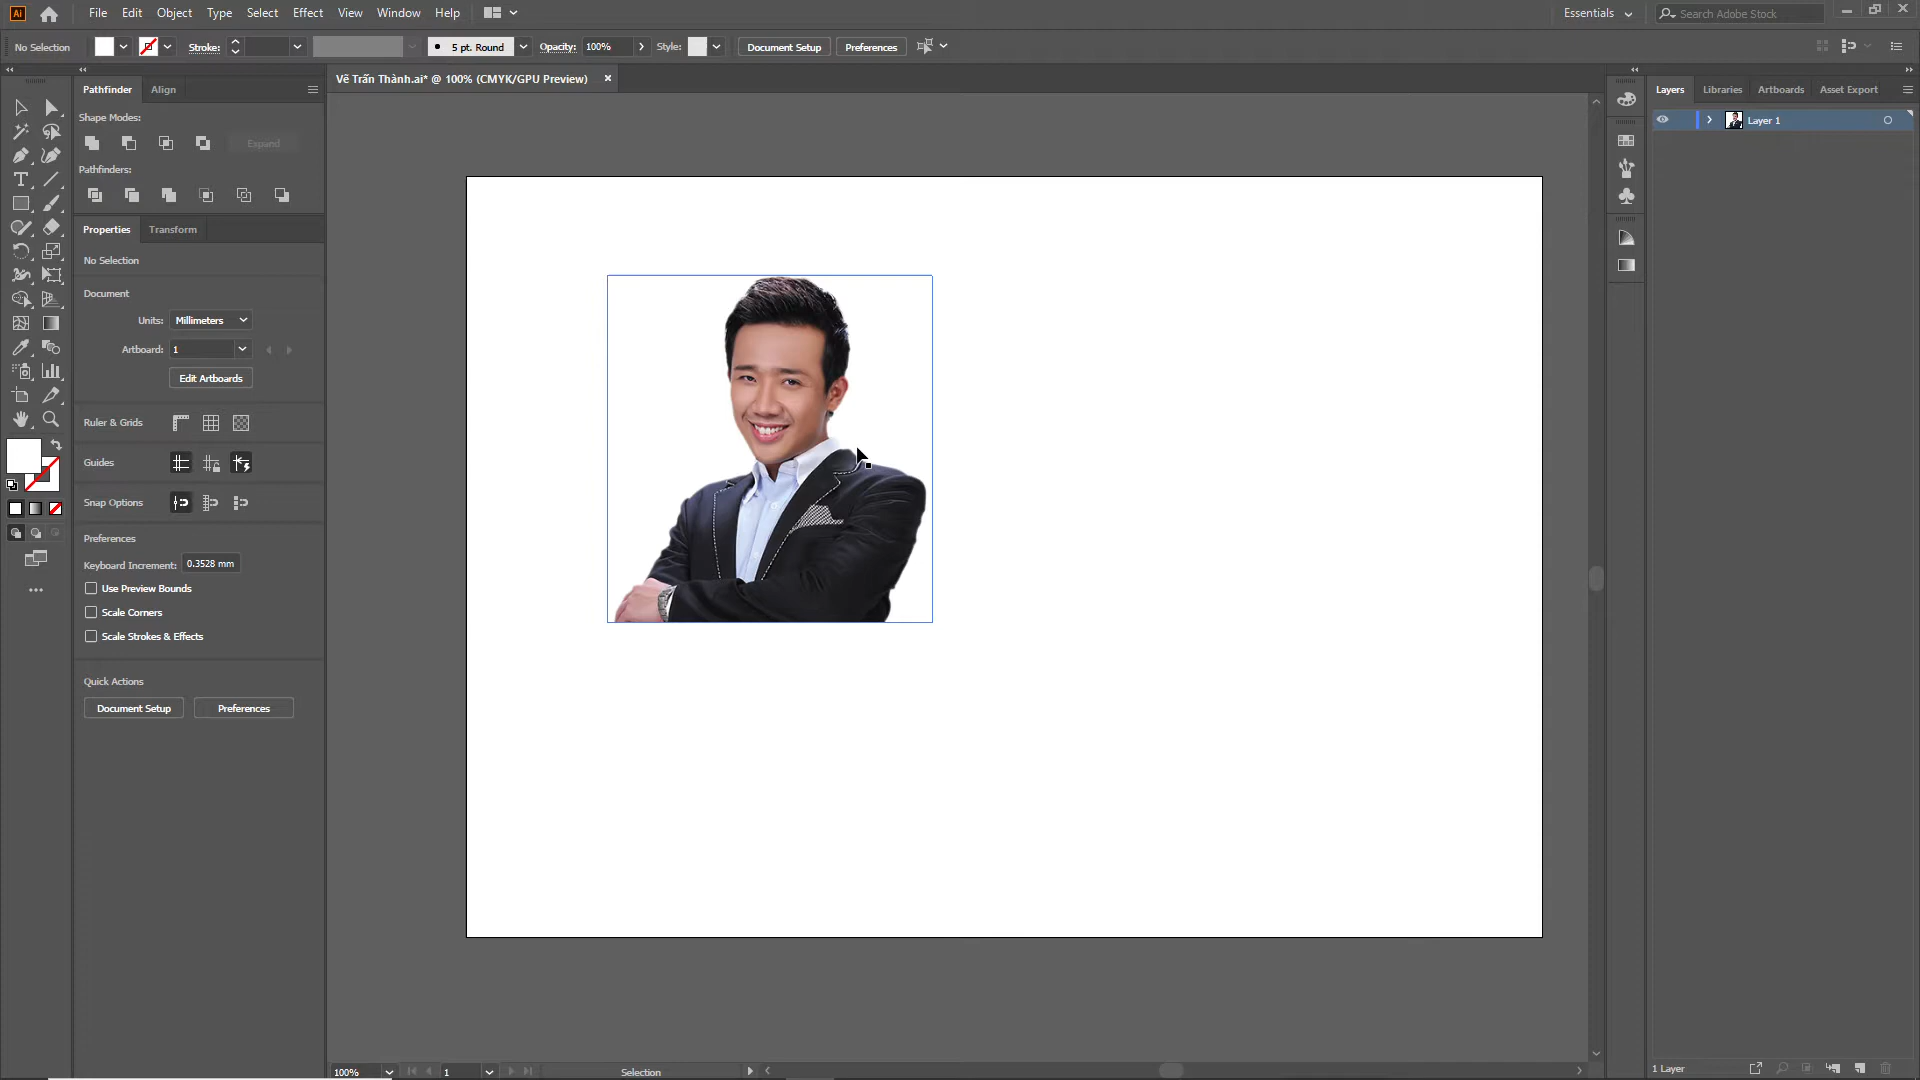 Ai File Edit Object Type Select Effect View Window Help Essentials Search Adobe Stock
No Selection Stroke: 5 pt. Round Opacity: 100% Style: Document Setup Preferences
Vẽ Trấn Thành.ai* @ 100% (CMYK/GPU Preview)
Pathfinder Align
Layers Libraries Artboards Asset Export
Shape Modes:
Layer 1
Expand
Pathfinders:
Properties Transform
No Selection
Document
Units: Millimeters
Artboard: 1
Edit Artboards
Ruler & Grids
Guides
Snap Options
Preferences
Keyboard Increment: 0.3528 mm
Use Preview Bounds
Scale Corners
Scale Strokes & Effects
Quick Actions
Document Setup Preferences
100% 1 Selection 1 Layer